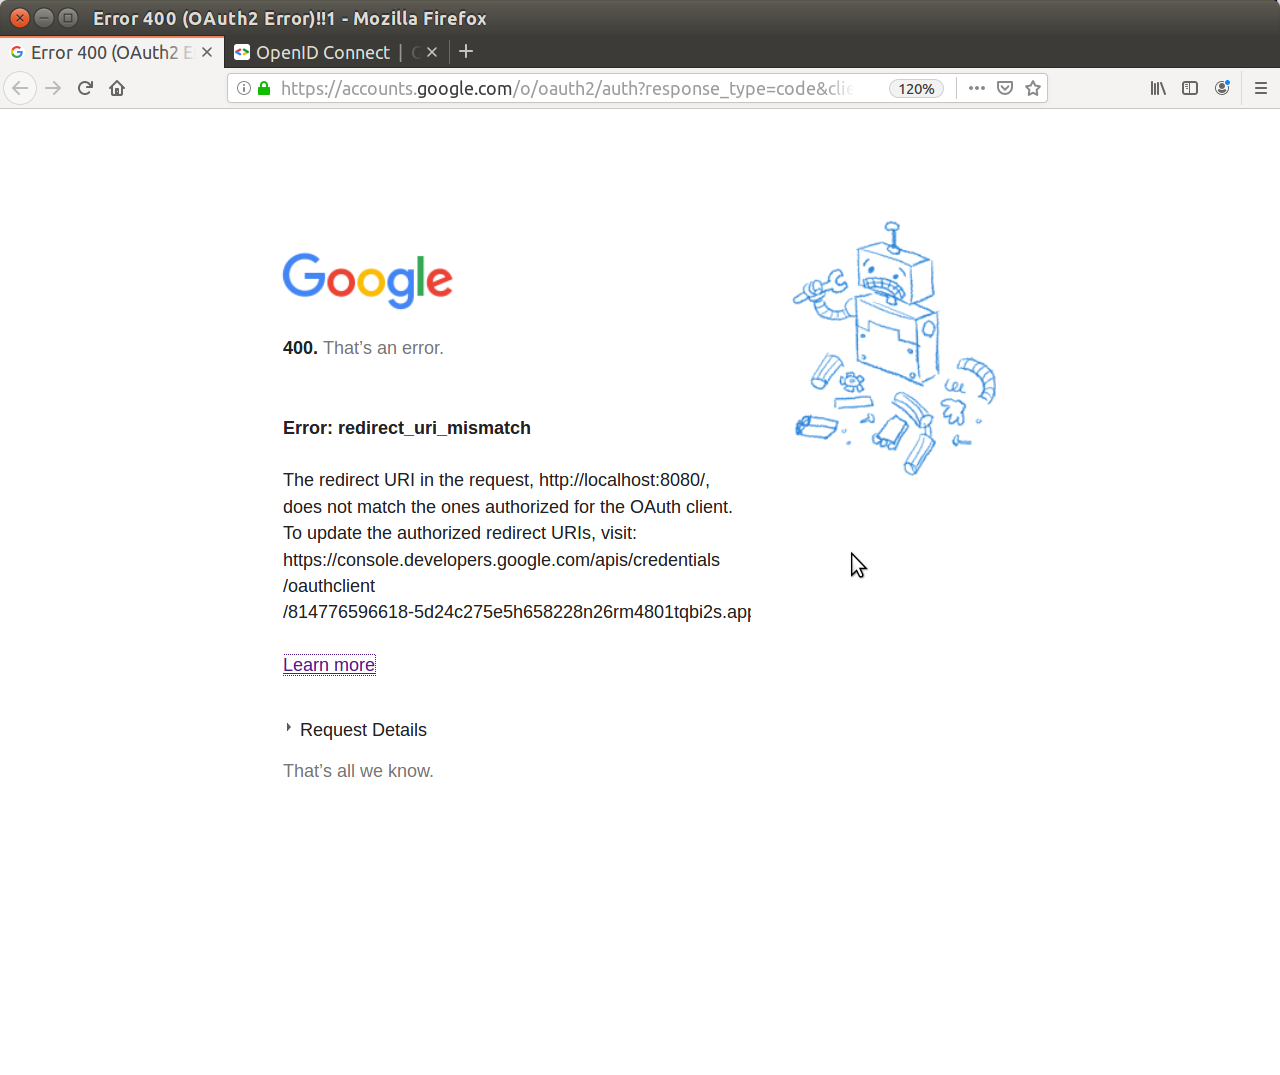 Error 400 (OAuth2 Error)!!1 - Mozilla Firefox
Error 400 (OAuth2 E
OpenID Connect |
https://accounts.google.com/o/oauth2/auth?response_type=code&clie
120%
Google
400. That’s an error.
Error: redirect_uri_mismatch
The redirect URI in the request, http://localhost:8080/,
does not match the ones authorized for the OAuth client.
To update the authorized redirect URIs, visit:
https://console.developers.google.com/apis/credentials
/oauthclient
/814776596618-5d24c275e5h658228n26rm4801tqbi2s.app
Learn more
Request Details
That’s all we know.